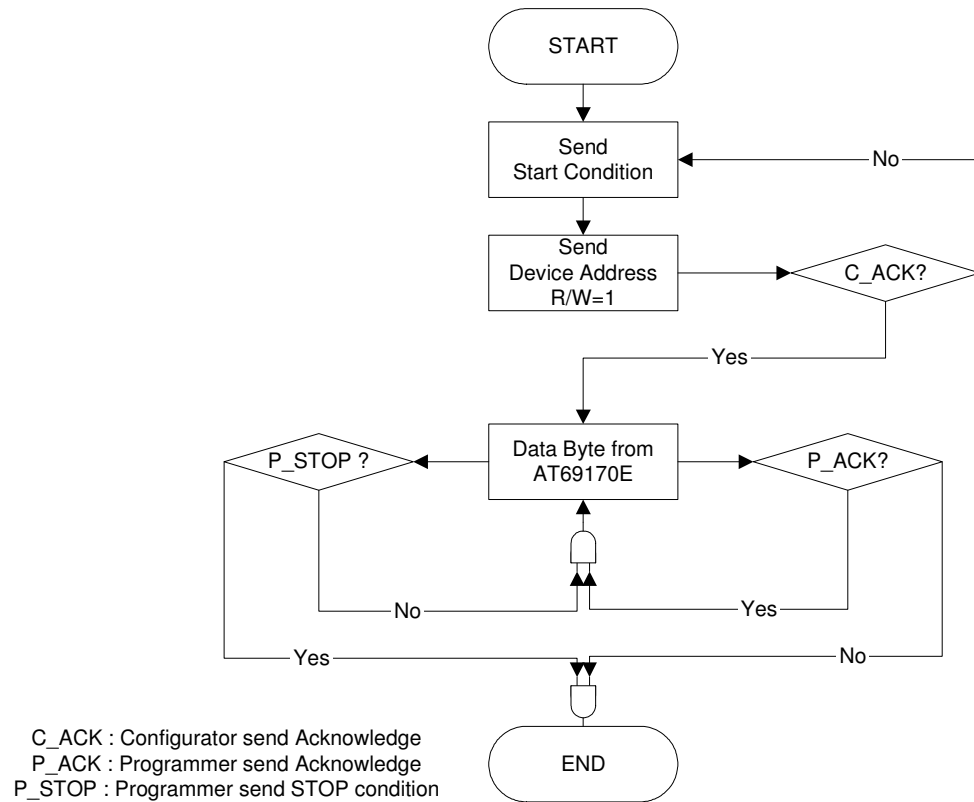 START
Send
Start Condition
No
Send
Device Address
R/W=1
C_ACK?
Yes
P_STOP ?
Data Byte from
AT69170E
P_ACK?
No
Yes
Yes
No
END
C_ACK : Configurator send Acknowledge
P_ACK : Programmer send Acknowledge
P_STOP : Programmer send STOP condition